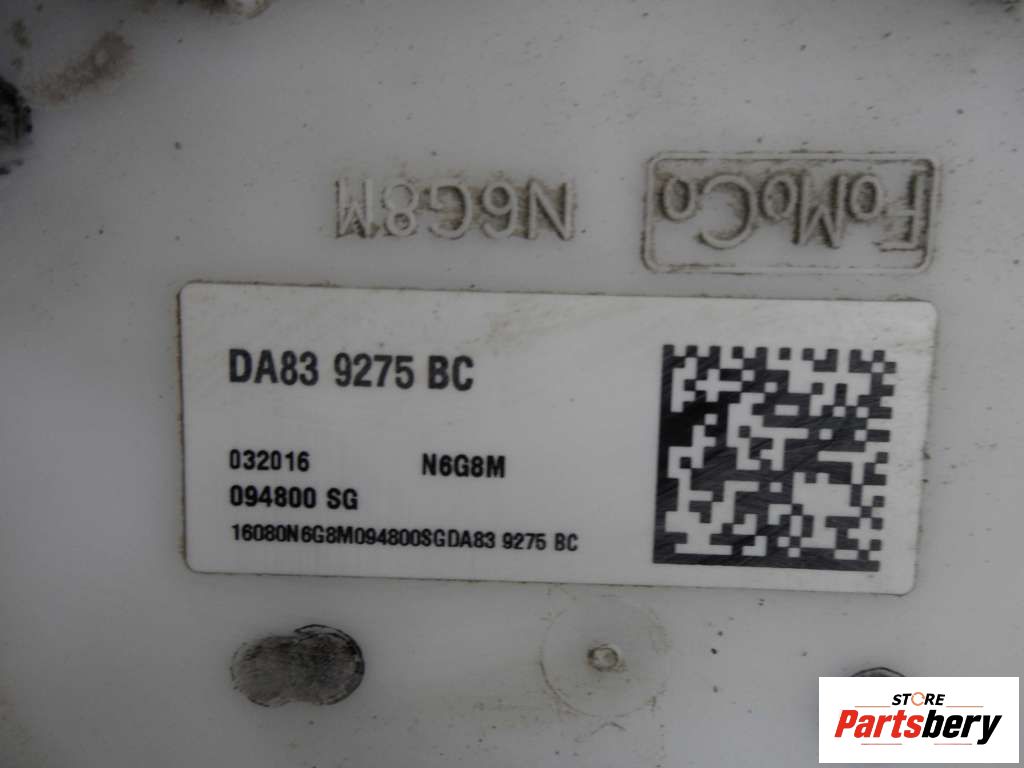 N6G8M FoMoCo
DA83 9275 BC
032016 N6G8M
094800 SG
16080N6G8M094800SGDA83 9275 BC
STORE
Partsbery